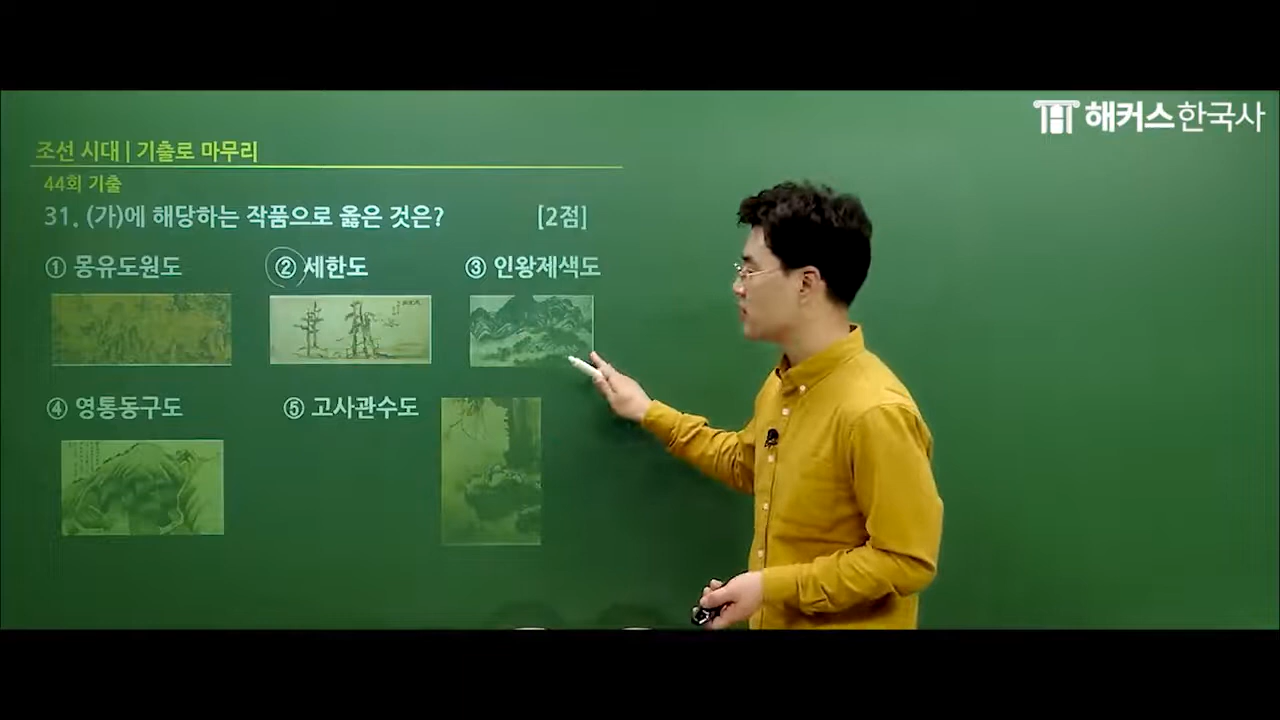 해커스한국사
조선 시대 | 기출로 마무리
44회 기출
31. (가)에 해당하는 작품으로 옳은 것은? [2점]
① 몽유도원도 ② 세한도 ③ 인왕제색도
④ 영통동구도 ⑤ 고사관수도